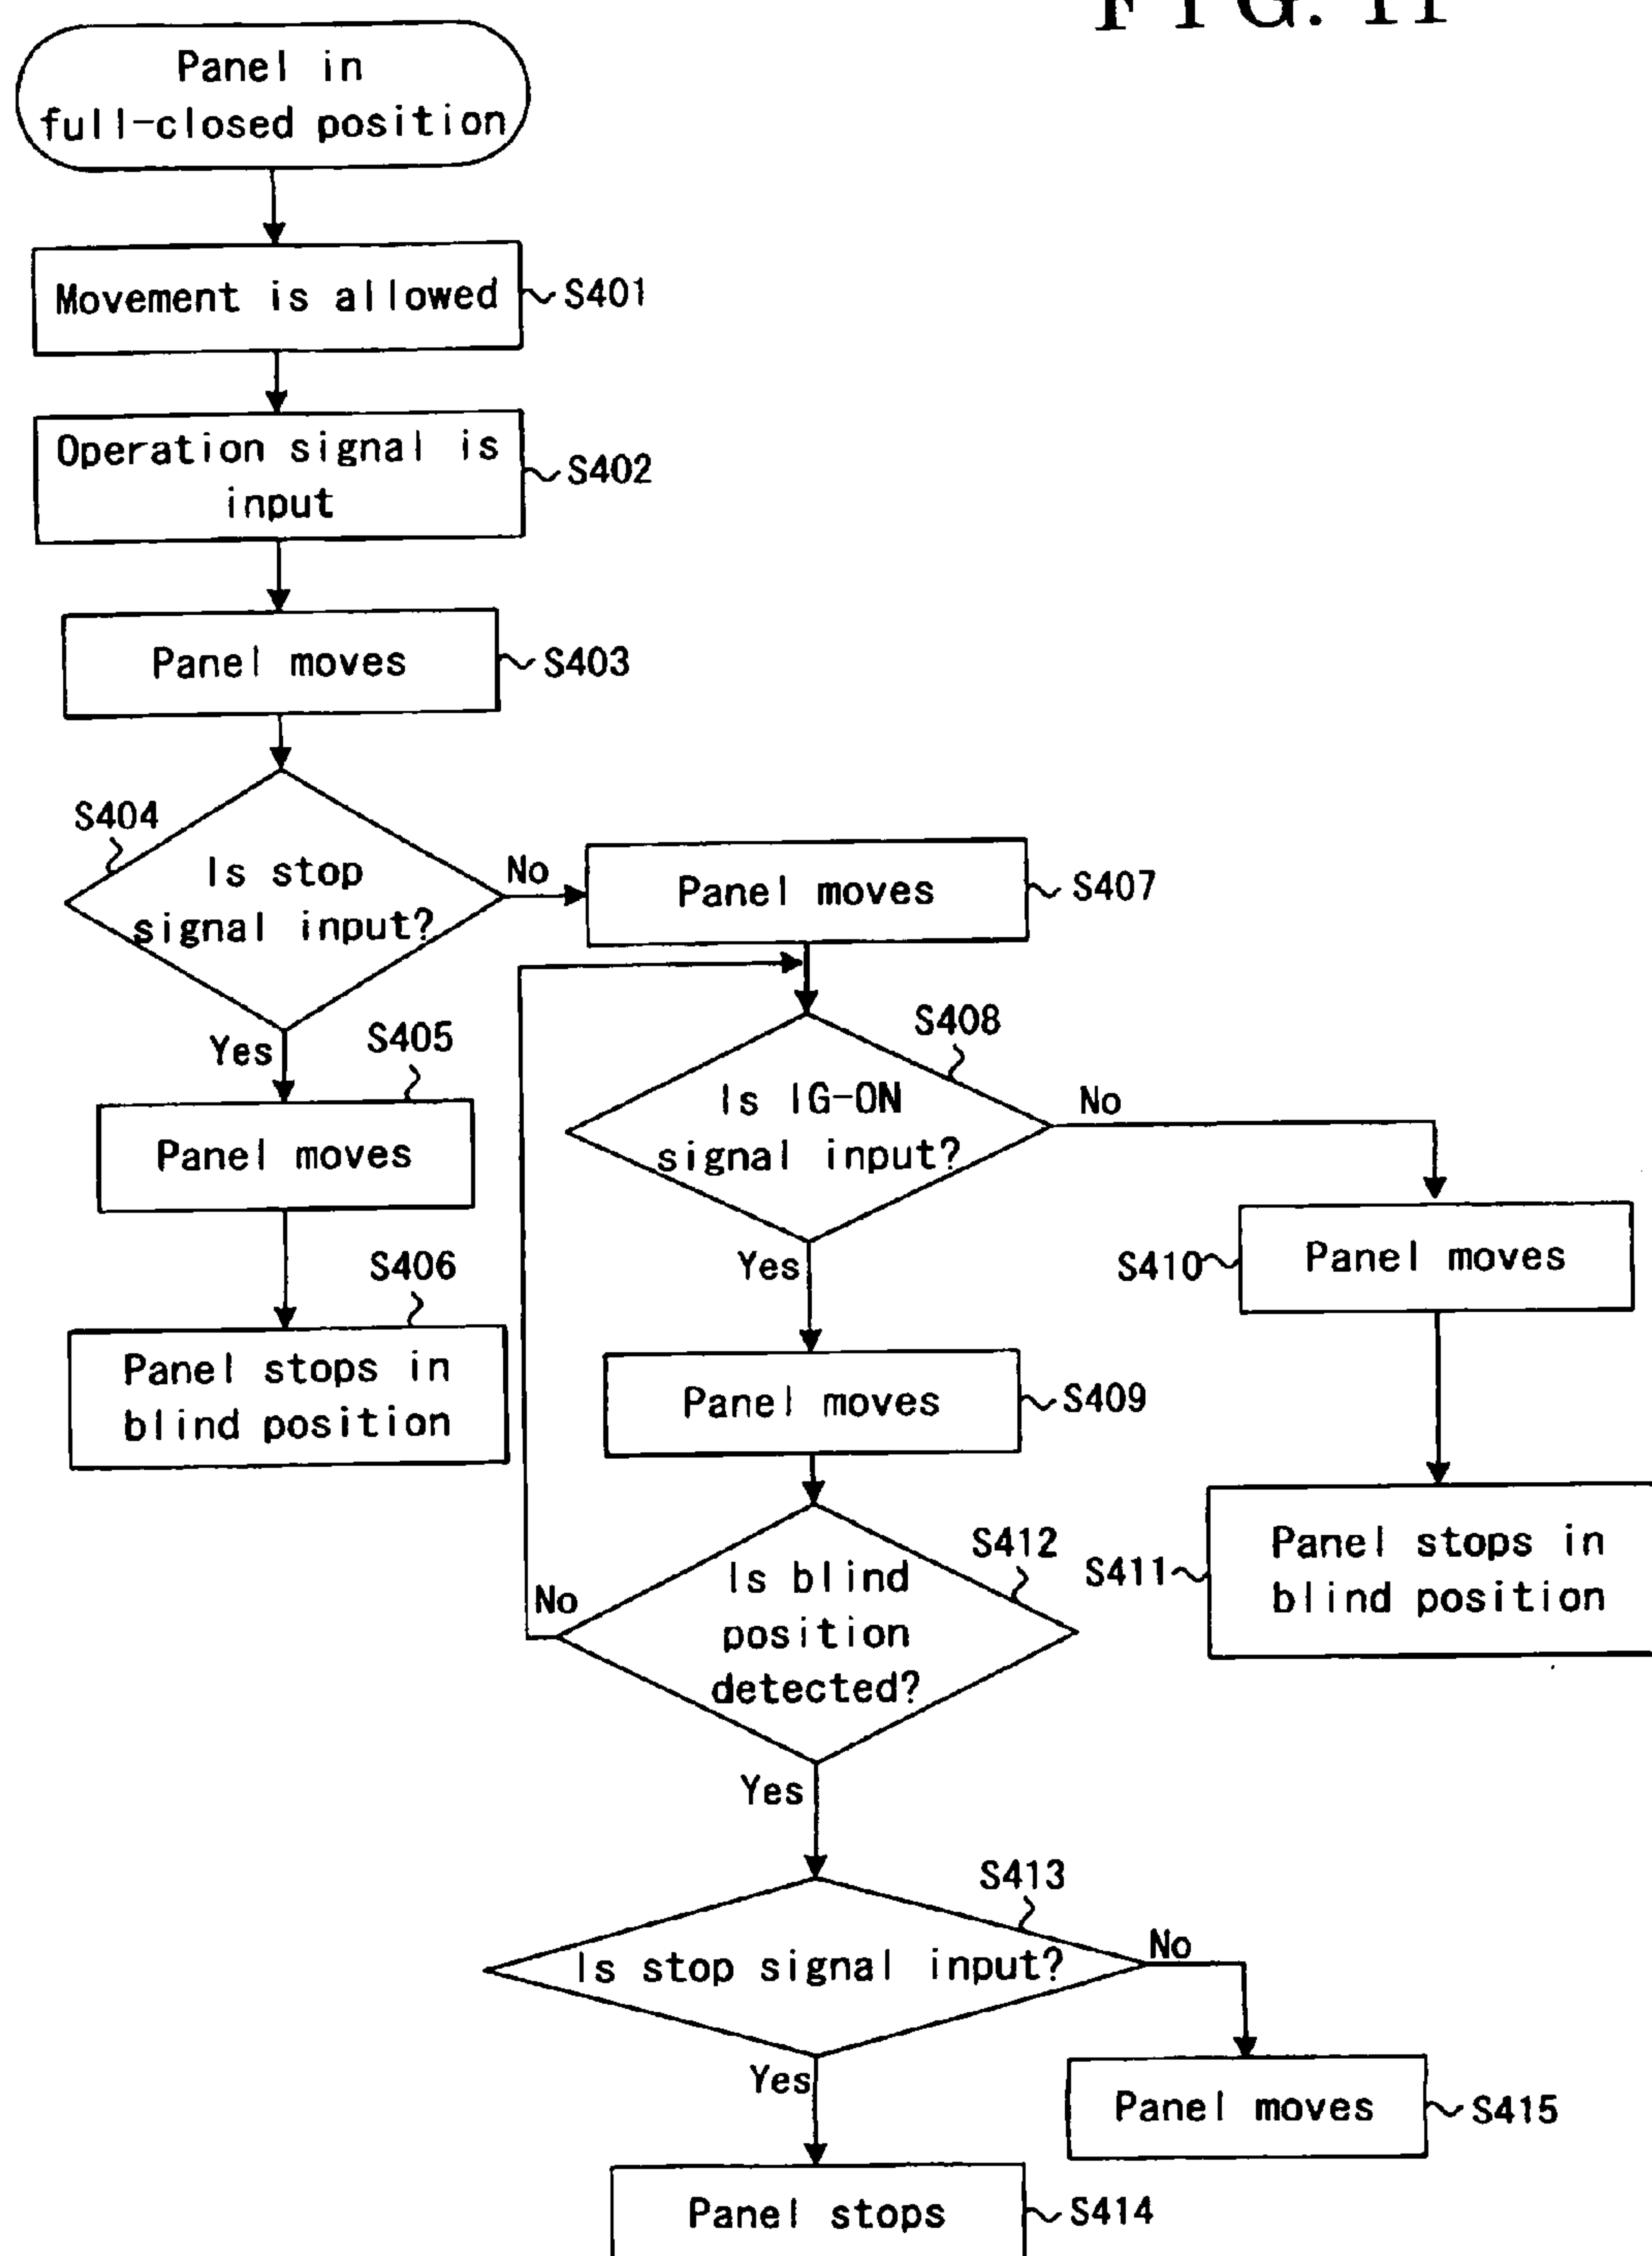 FIG. 11
Panel in
full-closed position
Movement is allowed
S401
Operation signal is
input
S402
Panel moves
S403
S404
Is stop
signal input?
No
Panel moves
S407
Yes
S405
Panel moves
S406
Panel stops in
blind position
S408
Is IG-ON
signal input?
No
Yes
S410
Panel moves
Panel moves
S409
S411
Panel stops in
blind position
S412
Is blind
position
detected?
No
Yes
S413
Is stop signal input?
No
Yes
Panel moves
S415
Panel stops
S414